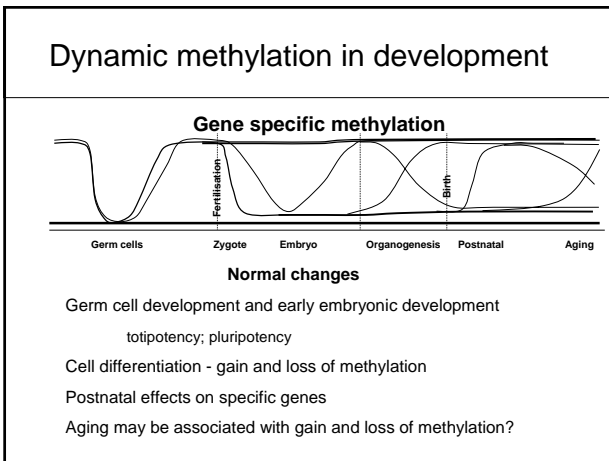 Dynamic methylation in development
Gene specific methylation
Fertilisation
Birth
Germ cells Zygote Embryo Organogenesis Postnatal Aging
Normal changes
Germ cell development and early embryonic development
totipotency; pluripotency
Cell differentiation - gain and loss of methylation
Postnatal effects on specific genes
Aging may be associated with gain and loss of methylation?